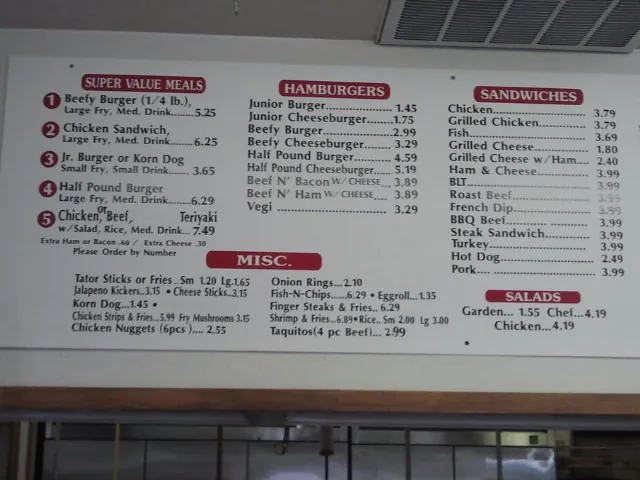 SUPER VALUE MEALS
1 Beefy Burger (1/4 lb.),
Large Fry, Med. Drink........5.25
2 Chicken Sandwich,
Large Fry, Med. Drink........6.25
3 Jr. Burger or Korn Dog
Small Fry, Small Drink..... 3.65
4 Half Pound Burger
Large Fry, Med. Drink.......6.29
or
5 Chicken, Beef, Teriyaki
w/Salad, Rice, Med. Drink... 7.49
Extra Ham or Bacon .60 / Extra Cheese .30
Please Order by Number
HAMBURGERS
Junior Burger..................... 1.45
Junior Cheeseburger........1.75
Beefy Burger....................2.99
Beefy Cheeseburger......... 3.29
Half Pound Burger........... 4.59
Half Pound Cheeseburger...... 5.19
Beef N' Bacon W/ CHEESE... 3.89
Beef N' Ham W/ CHEESE... 3.89
Vegi ............................ 3.29
SANDWICHES
Chicken......................... 3.79
Grilled Chicken............... 3.79
Fish............................. 3.69
Grilled Cheese............... 1.80
Grilled Cheese w/Ham.... 2.40
Ham & Cheese............... 3.99
BLT............................. 3.99
Roast Beef..................... 3.99
French Dip..................... 3.99
BBQ Beef......... ............ 3.99
Steak Sandwich............... 3.99
Turkey......................... 3.99
Hot Dog....................... 2.49
Pork.... ....................... 3.99
MISC.
Tator Sticks or Fries.. Sm 1.20 Lg.1.65
Jalapeno Kickers..3.15 • Cheese Sticks..3.15
Korn Dog...1.45 •
Chicken Strips & Fries...5.99 Fry Mushrooms 3.15
Chicken Nuggets (6pcs ).... 2.55
Onion Rings...2.10
Fish-N-Chips......6.29 • Eggroll...1.35
Finger Steaks & Fries.. 6.29
Shrimp & Fries...6.89•Rice.. Sm 2.00 Lg 3.00
Taquitos(4 pc Beef)... 2.99
SALADS
Garden... 1.55 Chef...4.19
Chicken...4.19